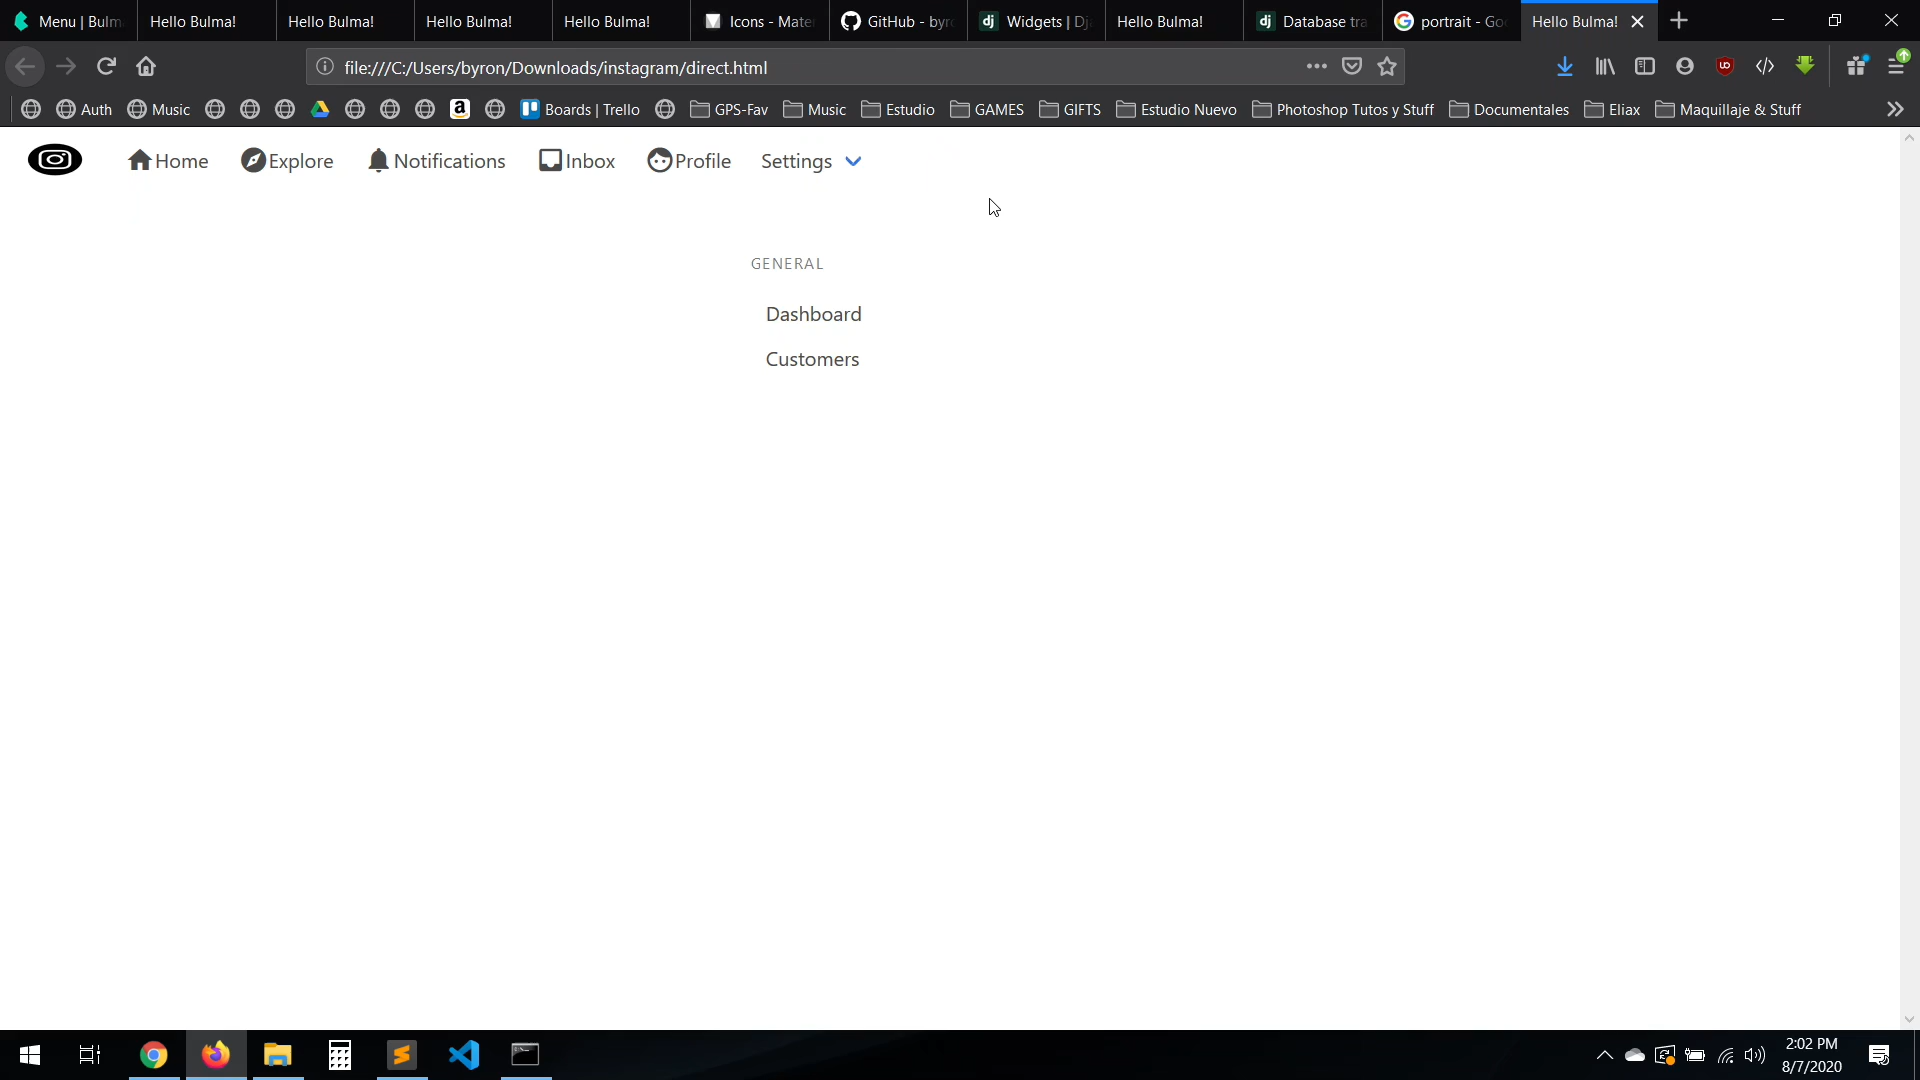 Menu | Bulm
Hello Bulma!
Hello Bulma!
Hello Bulma!
Hello Bulma!
Icons - Mate
GitHub - byr
Widgets | Dj
Hello Bulma!
Database tra
portrait - Go
Hello Bulma!
file:///C:/Users/byron/Downloads/instagram/direct.html
Auth Music Boards | Trello GPS-Fav Music Estudio GAMES GIFTS Estudio Nuevo Photoshop Tutos y Stuff Documentales Eliax Maquillaje & Stuff
Home Explore Notifications Inbox Profile Settings
GENERAL
Dashboard
Customers
2:02 PM
8/7/2020